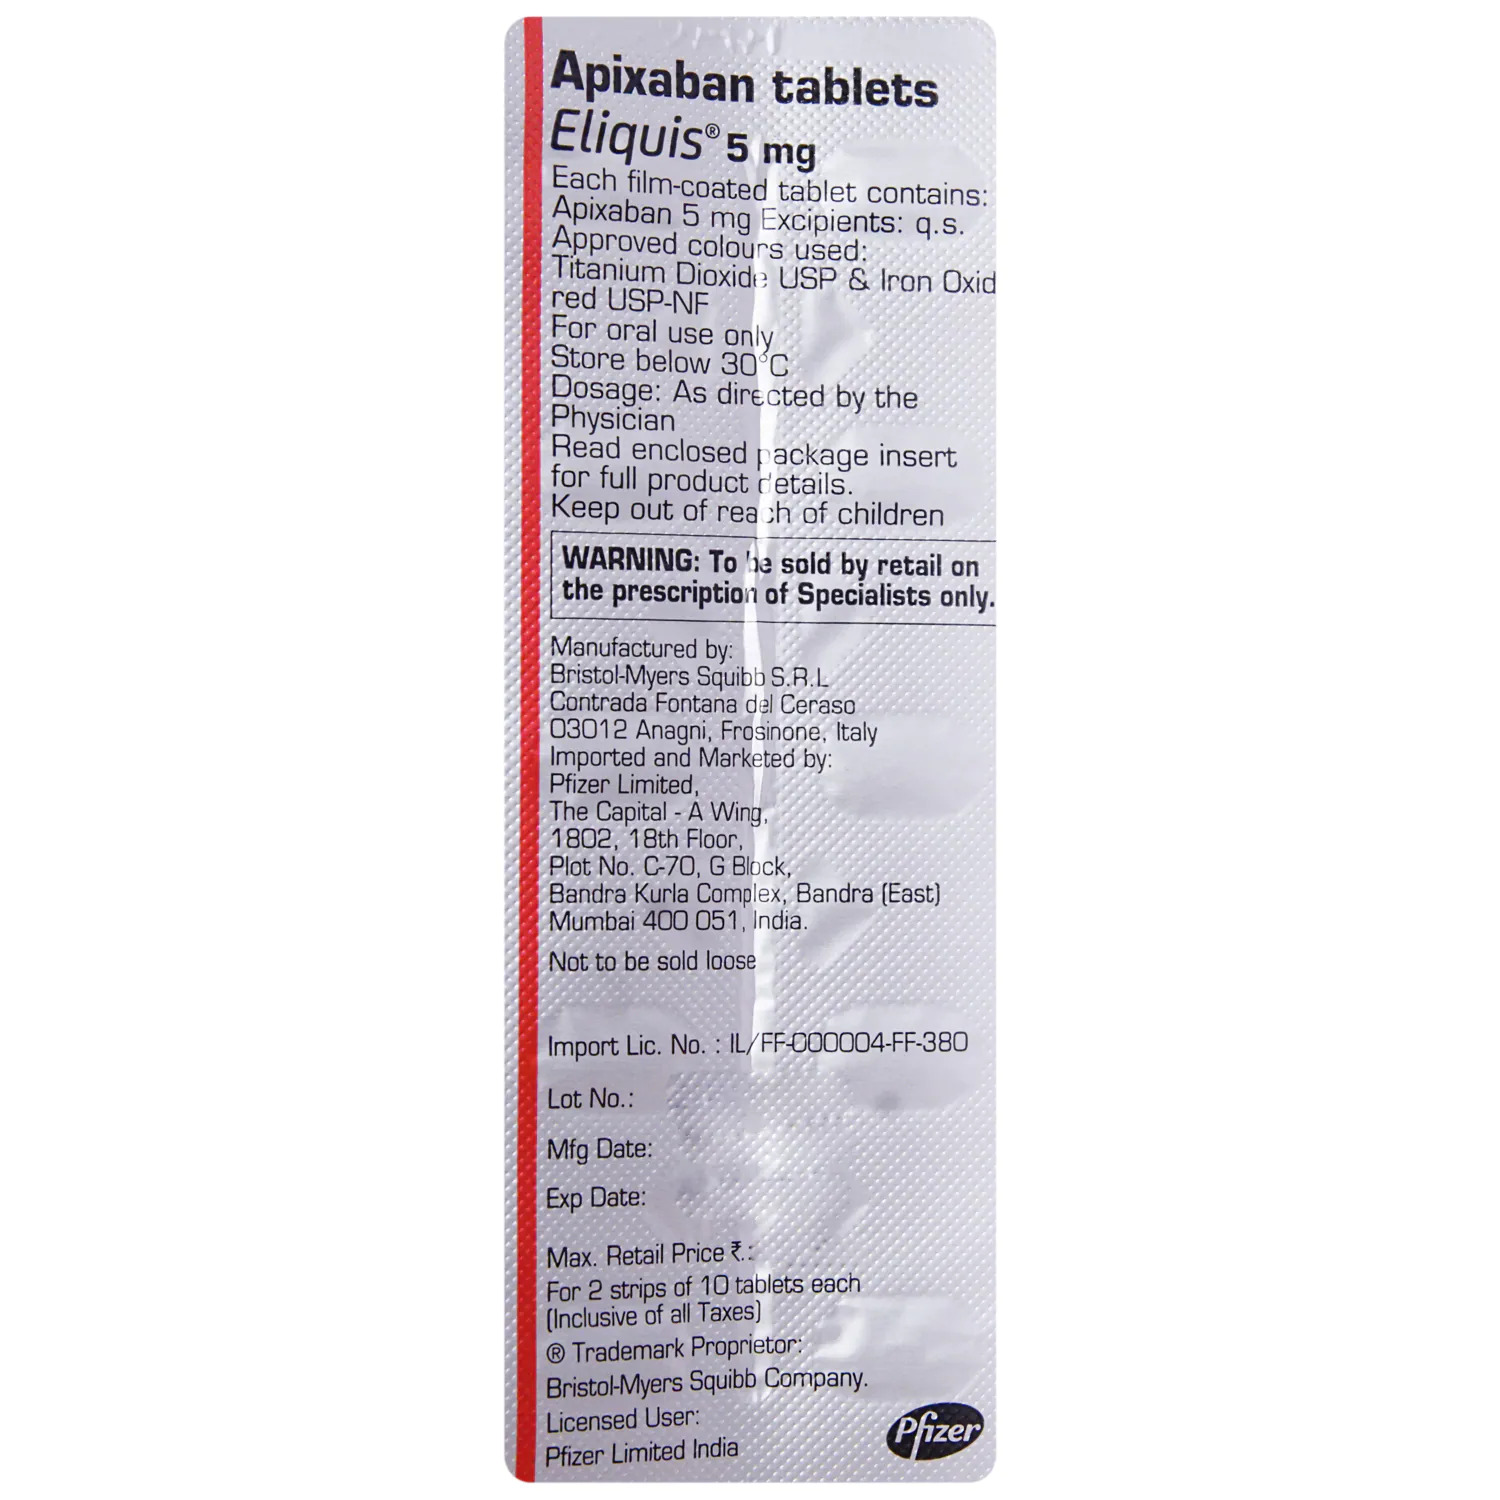 Apixaban tablets
Eliquis® 5 mg
Each film-coated tablet contains:
Apixaban 5 mg Excipients: q.s.
Approved colours used:
Titanium Dioxide USP & Iron Oxid
red USP-NF
For oral use only
Store below 30°C
Dosage: As directed by the
Physician
Read enclosed package insert
for full product details.
Keep out of reach of children
WARNING: To be sold by retail on
the prescription of Specialists only.
Manufactured by:
Bristol-Myers Squibb S.R.L
Contrada Fontana del Ceraso
03012 Anagni, Frosinone, Italy
Imported and Marketed by:
Pfizer Limited,
The Capital - A Wing,
1802, 18th Floor,
Plot No. C-70, G Block,
Bandra Kurla Complex, Bandra (East)
Mumbai 400 051, India.
Not to be sold loose
Import Lic. No. : IL/FF-000004-FF-380
Lot No.:
Mfg Date:
Exp Date:
Max. Retail Price ₹.:
For 2 strips of 10 tablets each
(Inclusive of all Taxes)
® Trademark Proprietor:
Bristol-Myers Squibb Company.
Licensed User:
Pfizer Limited India
Pfizer